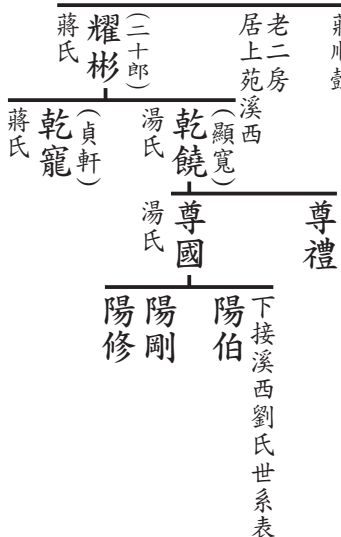 老二房
居上苑溪西
(二十郎)
耀彬
蔣氏
(顯寬)
乾饒
湯氏
(貞軒)
乾寵
蔣氏
尊禮
尊國
湯氏
下接溪西劉氏世系表
陽伯
陽剛
陽修